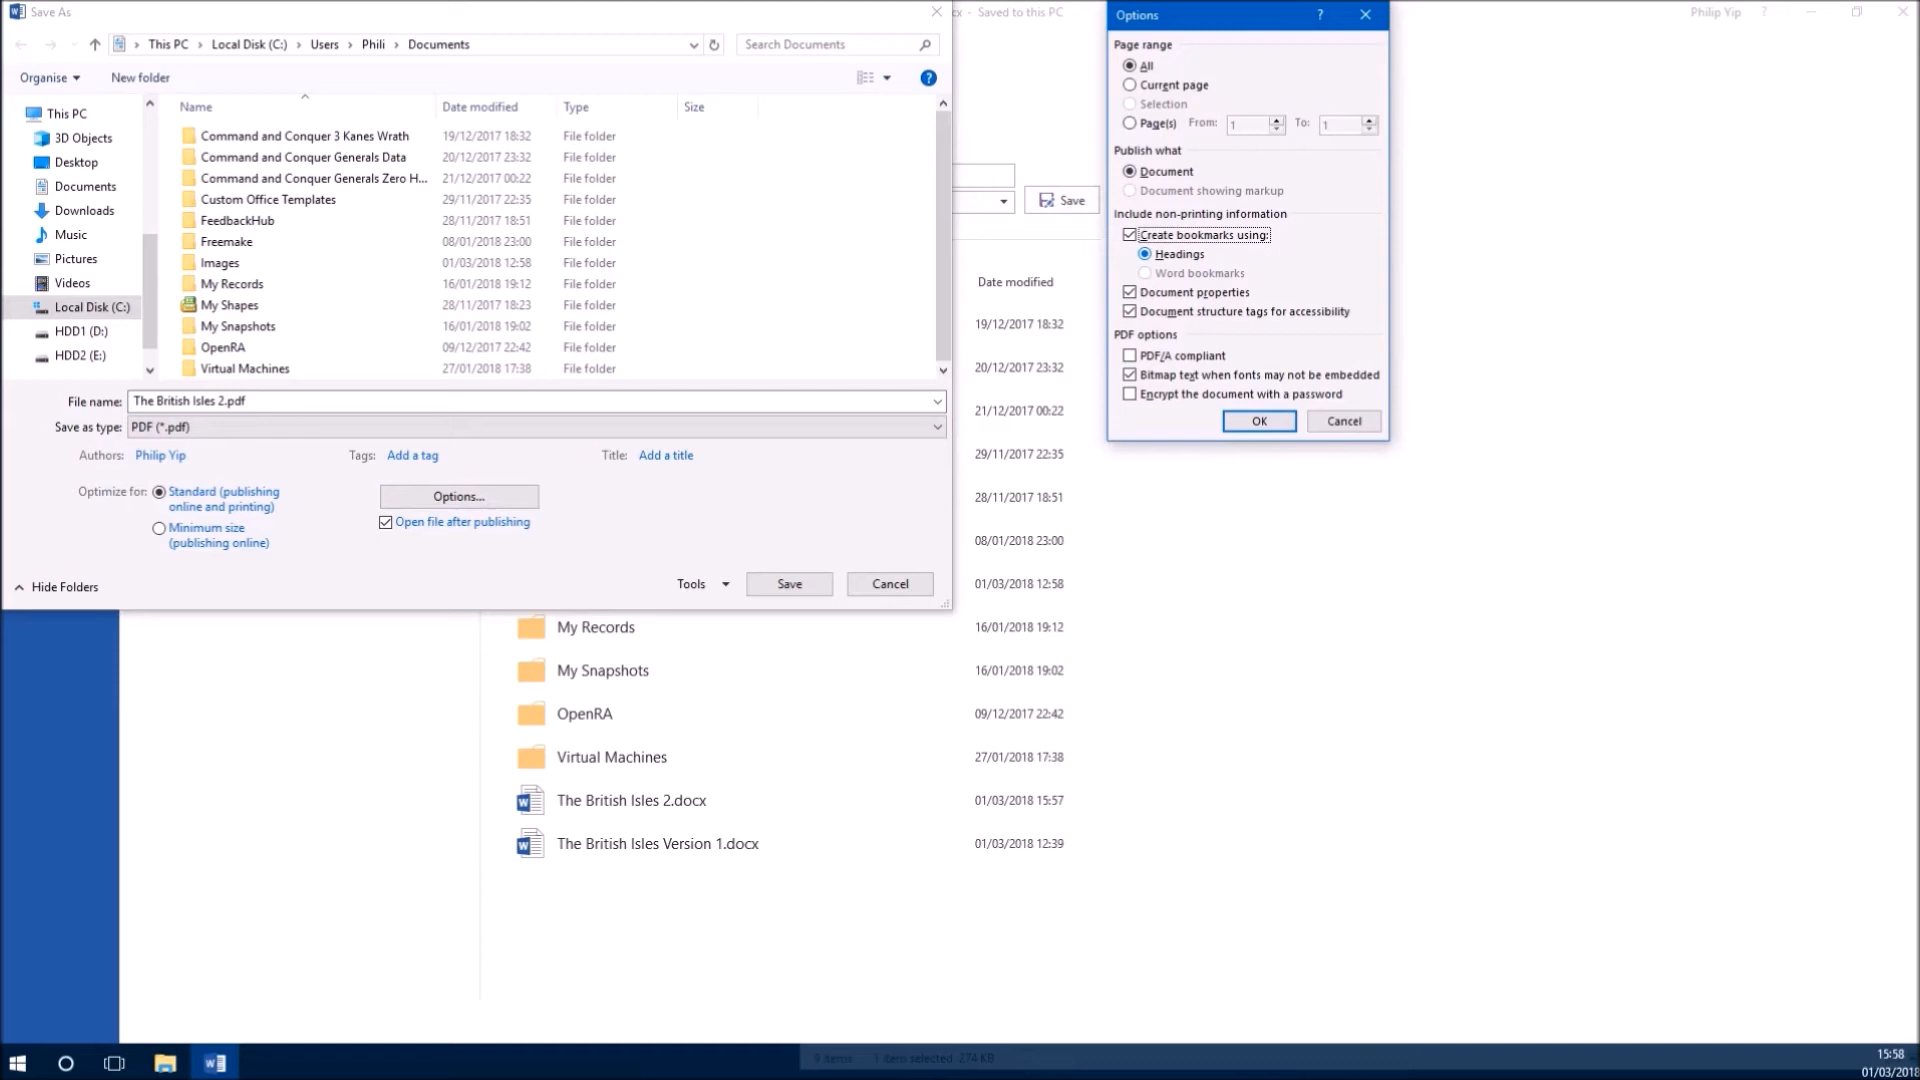 Save As
cx - Saved to this PC
Philip Yip
?
This PC > Local Disk (C:) > Users > Phili > Documents
Search Documents
Organise
New folder
?
This PC
3D Objects
Desktop
Documents
Downloads
Music
Pictures
Videos
Local Disk (C:)
HDD1 (D:)
HDD2 (E:)
Name Date modified Type Size
Command and Conquer 3 Kanes Wrath 19/12/2017 18:32 File folder
Command and Conquer Generals Data 20/12/2017 23:32 File folder
Command and Conquer Generals Zero H... 21/12/2017 00:22 File folder
Custom Office Templates 29/11/2017 22:35 File folder
FeedbackHub 28/11/2017 18:51 File folder
Freemake 08/01/2018 23:00 File folder
Images 01/03/2018 12:58 File folder
My Records 16/01/2018 19:12 File folder
My Shapes 28/11/2017 18:23 File folder
My Snapshots 16/01/2018 19:02 File folder
OpenRA 09/12/2017 22:42 File folder
Virtual Machines 27/01/2018 17:38 File folder
File name: The British Isles 2.pdf
Save as type: PDF (*.pdf)
Authors: Philip Yip Tags: Add a tag Title: Add a title
Optimize for: Standard (publishing
online and printing)
Minimum size
(publishing online)
Options...
Open file after publishing
Hide Folders
Tools
Save
Cancel
Save
Date modified
19/12/2017 18:32
20/12/2017 23:32
21/12/2017 00:22
29/11/2017 22:35
28/11/2017 18:51
08/01/2018 23:00
01/03/2018 12:58
My Records 16/01/2018 19:12
My Snapshots 16/01/2018 19:02
OpenRA 09/12/2017 22:42
Virtual Machines 27/01/2018 17:38
The British Isles 2.docx 01/03/2018 15:57
The British Isles Version 1.docx 01/03/2018 12:39
Options
?
Page range
All
Current page
Selection
Page(s) From: 1 To: 1
Publish what
Document
Document showing markup
Include non-printing information
Create bookmarks using:
Headings
Word bookmarks
Document properties
Document structure tags for accessibility
PDF options
PDF/A compliant
Bitmap text when fonts may not be embedded
Encrypt the document with a password
OK
Cancel
9 items 1 item selected 274 KB
15:58
01/03/2018